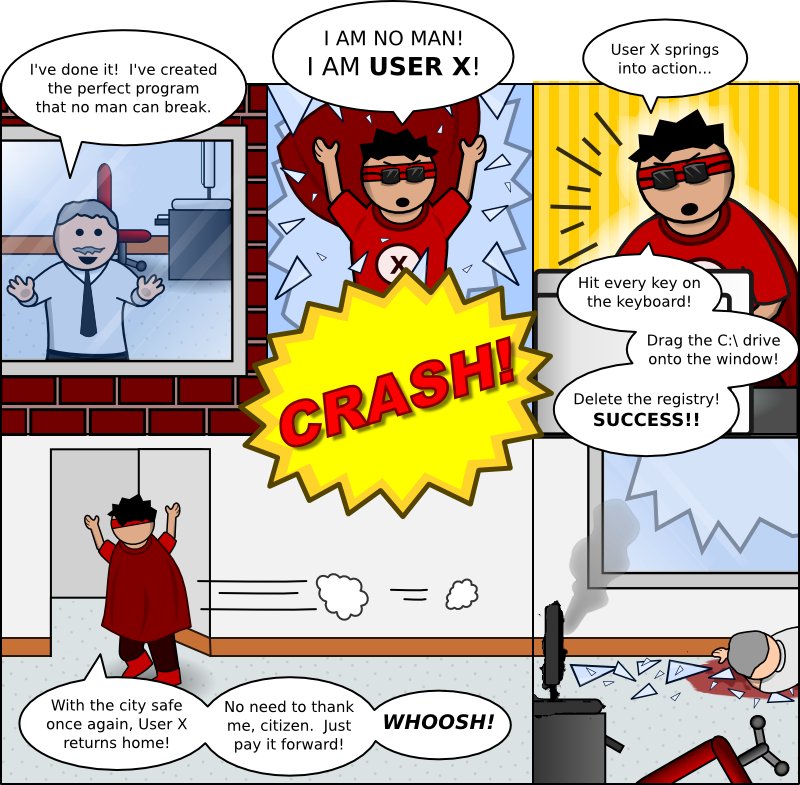 I've done it! I've created
the perfect program
that no man can break.
I AM NO MAN!
I AM USER X!
X
CRASH!
User X springs
into action...
Hit every key on
the keyboard!
Drag the C:\ drive
onto the window!
Delete the registry!
SUCCESS!!
With the city safe
once again, User X
returns home!
No need to thank
me, citizen. Just
pay it forward!
WHOOSH!